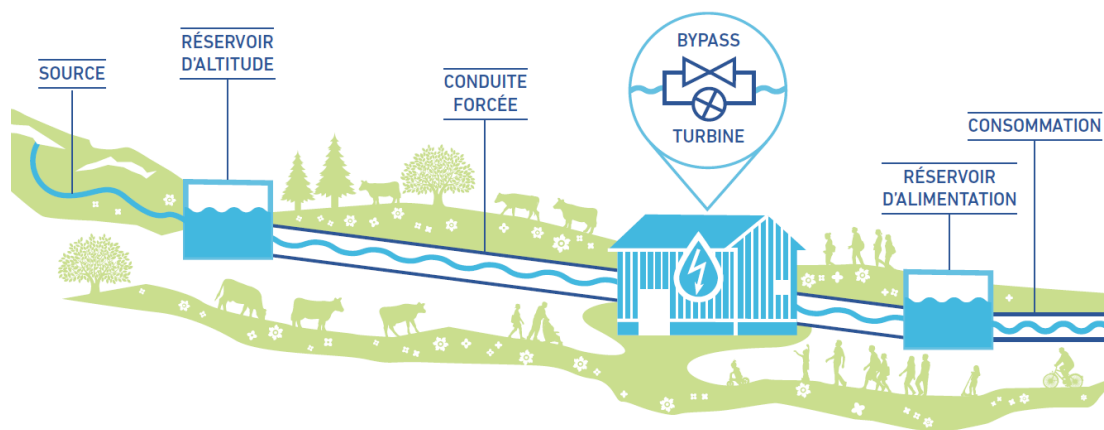 SOURCE
RÉSERVOIR
D'ALTITUDE
CONDUITE
FORCÉE
BYPASS
TURBINE
RÉSERVOIR
D'ALIMENTATION
CONSOMMATION